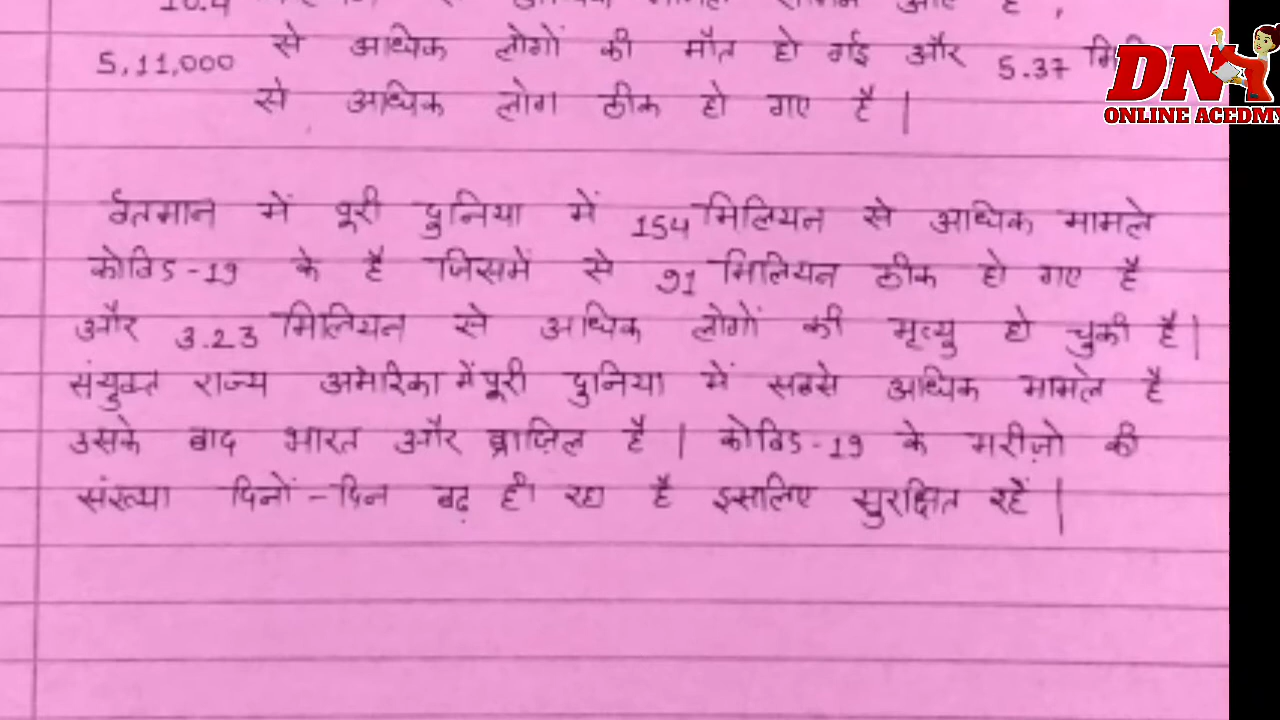 से अधिक लोगों की मौत हो गई और 5.37
5,11,000
से अधिक लोग ठीक हो गए है |
वर्तमान में पूरी दुनिया में 154 मिलियन से अधिक मामले
कोविड-19 के है जिसमें से 91 मिलियन ठीक हो गए है
और 3.23 मिलियन से अधिक लोगों की मृत्यु हो चुकी है |
संयुक्त राज्य अमेरिका में पूरी दुनिया में सबसे अधिक मामले है
उसके बाद भारत और ब्राज़िल है | कोविड-19 के मरीज़ो की
संख्या दिनों-दिन बढ़ ही रहा है इसलिए सुरक्षित रहें |
DN
ONLINE ACEDMY